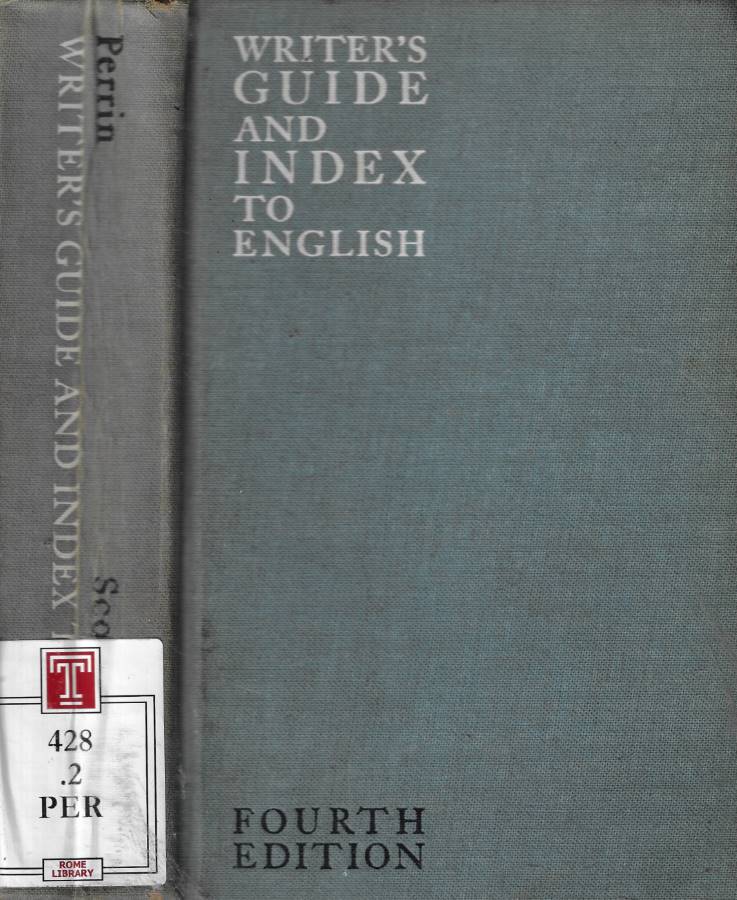 Perrin
WRITER'S GUIDE AND INDEX T
Sco
T
428
.2
PER
ROME
LIBRARY
WRITER'S
GUIDE
AND
INDEX
TO
ENGLISH
FOURTH
EDITION